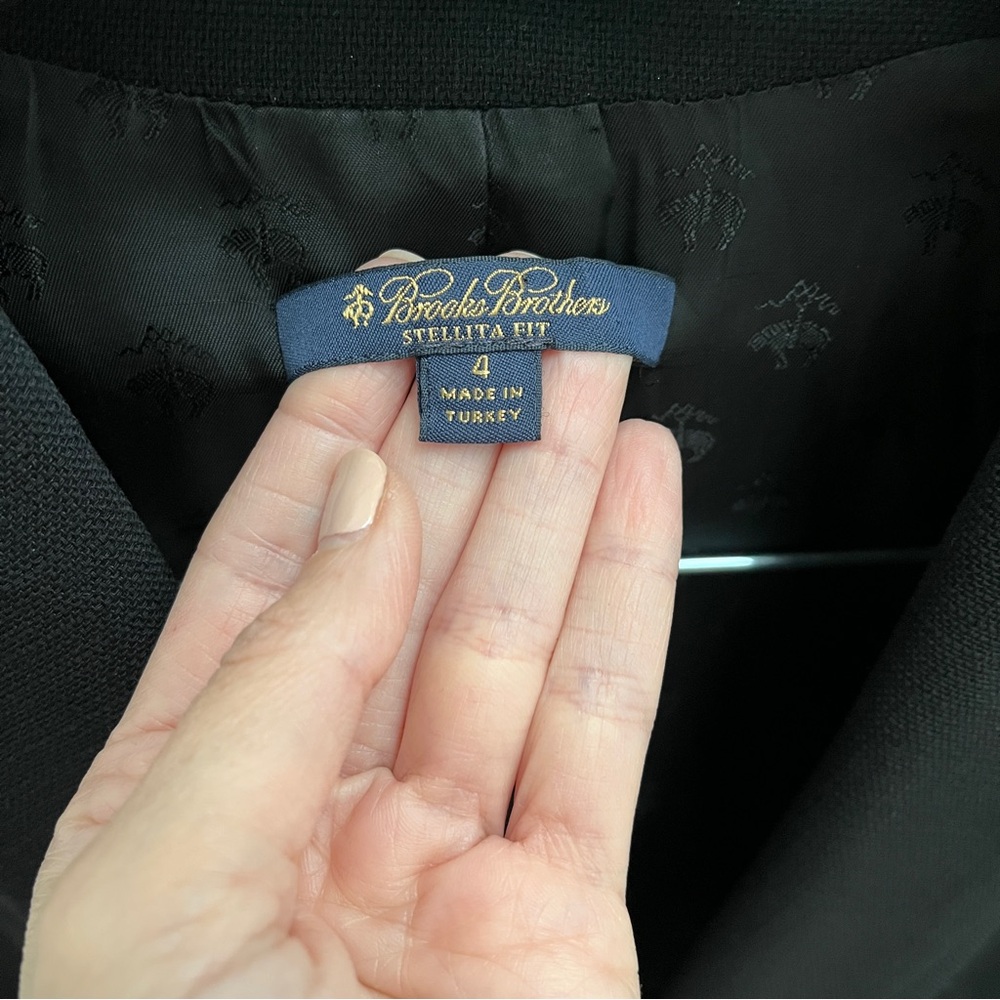 Brooks Brothers
STELLITA FIT
4
MADE IN
TURKEY